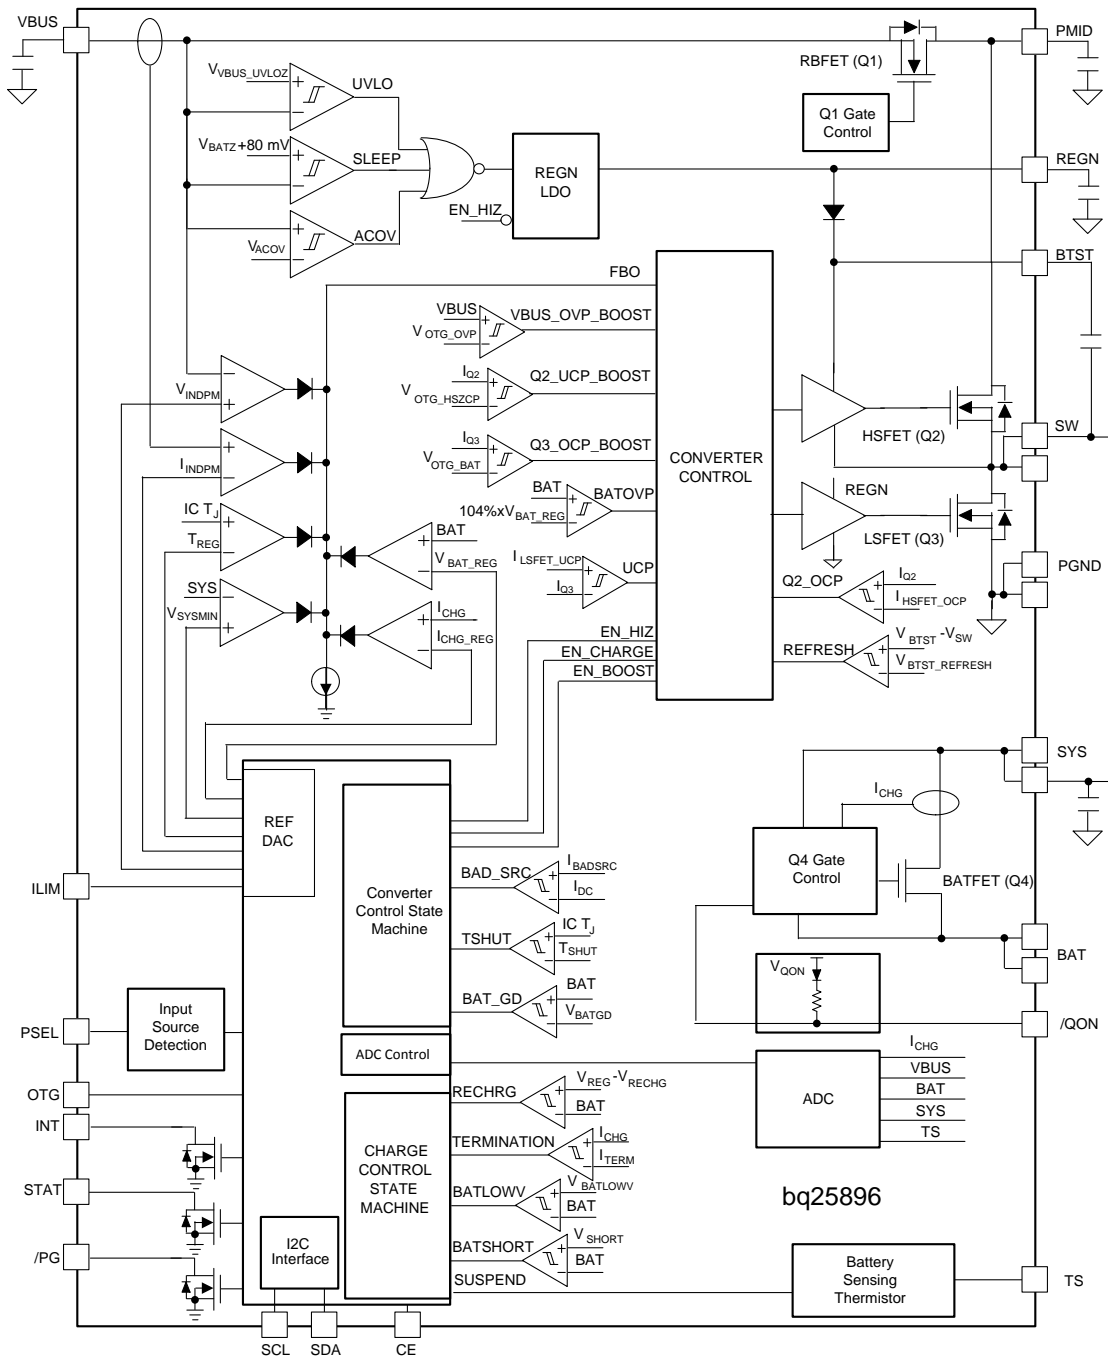 VBUS
PMID
RBFET (Q1)
V_VBUS_UVLOZ
UVLO
Q1 Gate
Control
V_BATZ +80 mV
SLEEP
REGN
LDO
REGN
EN_HIZ
V_ACOV
ACOV
BTST
FBO
VBUS
V_OTG_OVP
VBUS_OVP_BOOST
I_Q2
V_OTG_HSZCP
Q2_UCP_BOOST
V_INDPM
HSFET (Q2)
SW
I_Q3
V_OTG_BAT
Q3_OCP_BOOST
CONVERTER
CONTROL
I_INDPM
BAT
104%xV_BAT_REG
BATOVP
REGN
IC T_J
T_REG
BAT
V_BAT_REG
LSFET (Q3)
I_LSFET_UCP
I_Q3
UCP
Q2_OCP
I_Q2
I_HSFET_OCP
PGND
SYS
V_SYSMIN
I_CHG
I_CHG_REG
EN_HIZ
EN_CHARGE
EN_BOOST
REFRESH
V_BTST -V_SW
V_BTST_REFRESH
SYS
I_CHG
REF
DAC
Q4 Gate
Control
BATFET (Q4)
ILIM
Converter
Control State
Machine
BAD_SRC
I_BADSRC
I_DC
TSHUT
IC T_J
T_SHUT
BAT
V_QON
BAT_GD
BAT
V_BATGD
PSEL
Input
Source
Detection
/QON
ADC Control
I_CHG
VBUS
BAT
SYS
TS
ADC
OTG
RECHRG
V_REG -V_RECHG
BAT
INT
CHARGE
CONTROL
STATE
MACHINE
TERMINATION
I_CHG
I_TERM
STAT
BATLOWV
V_BATLOWV
BAT
bq25896
/PG
I2C
Interface
BATSHORT
V_SHORT
BAT
SUSPEND
Battery
Sensing
Thermistor
TS
SCL
SDA
CE